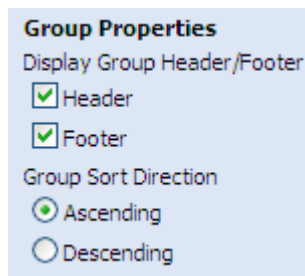 Group Properties
Display Group Header/Footer
Header
Footer
Group Sort Direction
Ascending
Descending